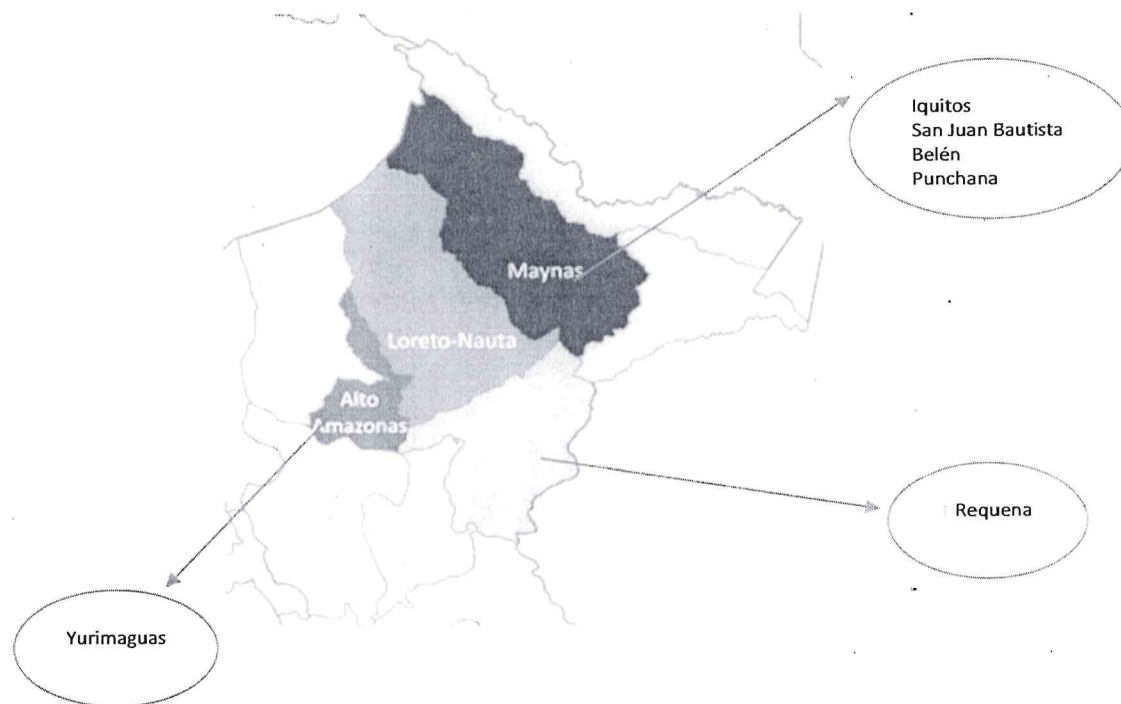 Iquitos
San Juan Bautista
Belén
Punchana
Maynas
Loreto-Nauta
Alto
Amazonas
Requena
Yurimaguas